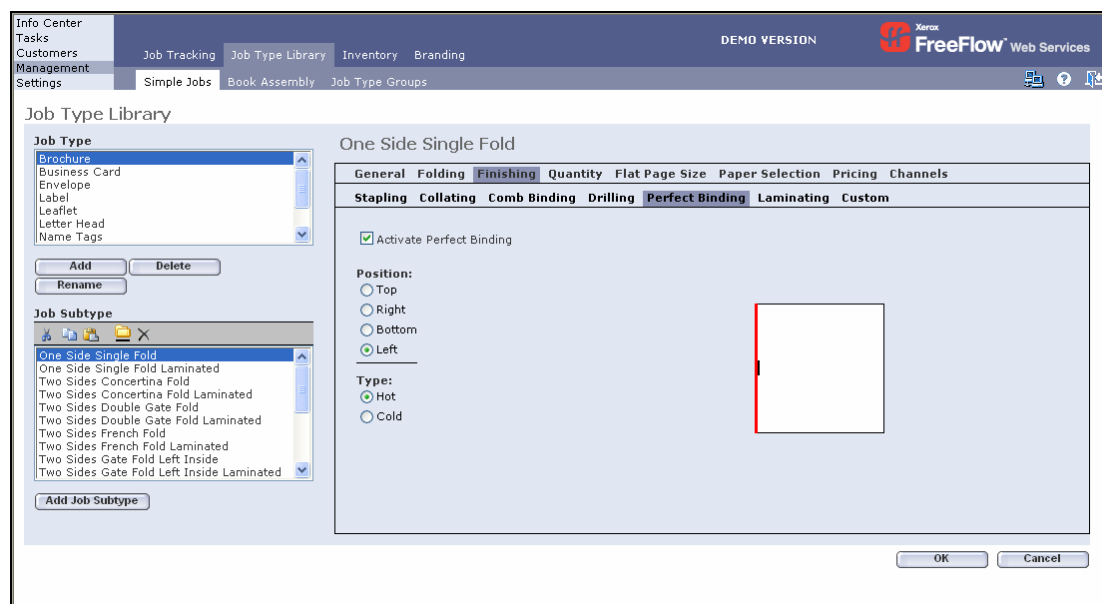 Info Center
Tasks
Customers
Management
Settings
Job Tracking Job Type Library Inventory Branding
DEMO VERSION
Xerox
FreeFlow™ Web Services
Simple Jobs Book Assembly Job Type Groups
Job Type Library
Job Type
Brochure
Business Card
Envelope
Label
Leaflet
Letter Head
Name Tags
Add Delete
Rename
Job Subtype
One Side Single Fold
One Side Single Fold Laminated
Two Sides Concertina Fold
Two Sides Concertina Fold Laminated
Two Sides Double Gate Fold
Two Sides Double Gate Fold Laminated
Two Sides French Fold
Two Sides French Fold Laminated
Two Sides Gate Fold Left Inside
Two Sides Gate Fold Left Inside Laminated
Add Job Subtype
One Side Single Fold
General Folding Finishing Quantity Flat Page Size Paper Selection Pricing Channels
Stapling Collating Comb Binding Drilling Perfect Binding Laminating Custom
Activate Perfect Binding
Position:
Top
Right
Bottom
Left
Type:
Hot
Cold
OK Cancel